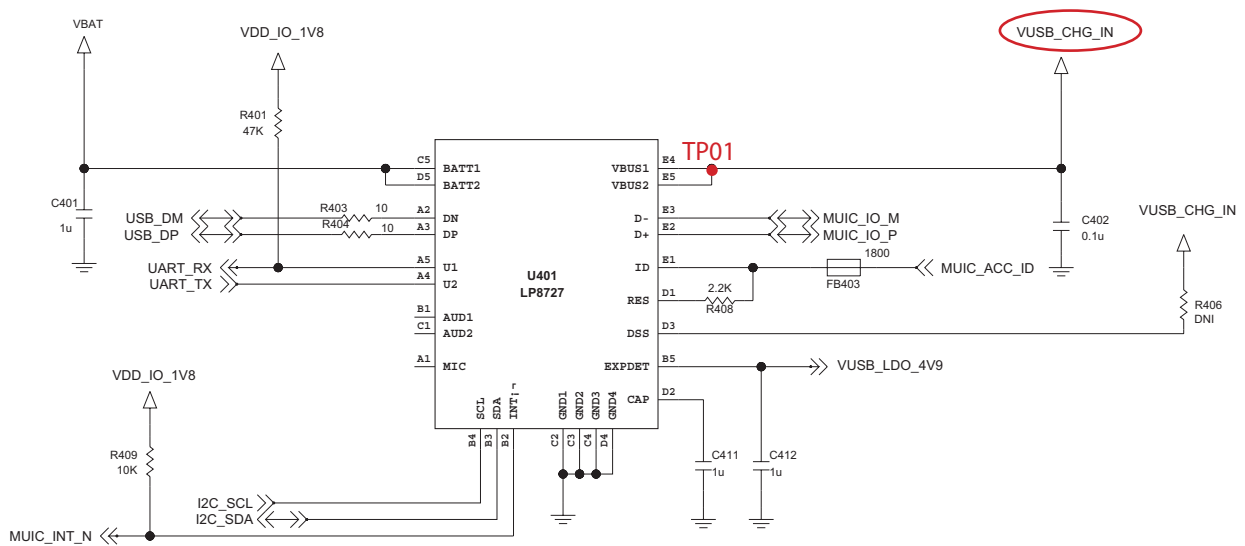 VBAT
VDD_IO_1V8
VUSB_CHG_IN
R401
47K
TP01
C5 BATT1 VBUS1 E4
D5 BATT2 VBUS2 E5
C401
1u
USB_DM R403 10 A2 DN D- E3 MUIC_IO_M
USB_DP R404 10 A3 DP D+ E2 MUIC_IO_P
VUSB_CHG_IN
C402
0.1u
1800
UART_RX A5 U1 ID E1 FB403 MUIC_ACC_ID
UART_TX A4 U2
U401
LP8727
2.2K
RES D1 R408
R406
DNI
B1 AUD1
C1 AUD2 DSS D3
A1 MIC EXPDET B5 VUSB_LDO_4V9
VDD_IO_1V8
CAP D2
SCL SDA INT¡r GND1 GND2 GND3 GND4
B4 B3 B2 C2 C3 C4 D4
R409
10K
C411
1u
C412
1u
I2C_SCL
I2C_SDA
MUIC_INT_N